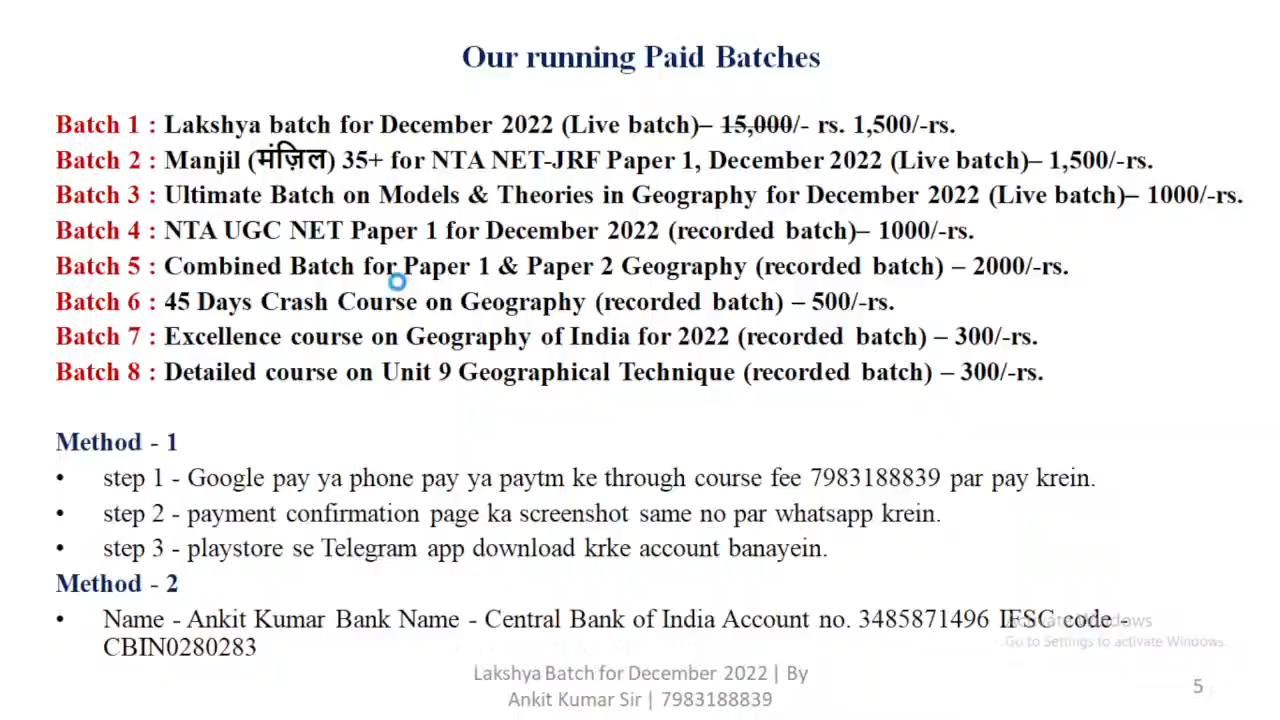 Our running Paid Batches
Batch 1 : Lakshya batch for December 2022 (Live batch)– 15,000/- rs. 1,500/-rs.
Batch 2 : Manjil (मंज़िल) 35+ for NTA NET-JRF Paper 1, December 2022 (Live batch)– 1,500/-rs.
Batch 3 : Ultimate Batch on Models & Theories in Geography for December 2022 (Live batch)– 1000/-rs.
Batch 4 : NTA UGC NET Paper 1 for December 2022 (recorded batch)– 1000/-rs.
Batch 5 : Combined Batch for Paper 1 & Paper 2 Geography (recorded batch) – 2000/-rs.
Batch 6 : 45 Days Crash Course on Geography (recorded batch) – 500/-rs.
Batch 7 : Excellence course on Geography of India for 2022 (recorded batch) – 300/-rs.
Batch 8 : Detailed course on Unit 9 Geographical Technique (recorded batch) – 300/-rs.
Method - 1
• step 1 - Google pay ya phone pay ya paytm ke through course fee 7983188839 par pay krein.
• step 2 - payment confirmation page ka screenshot same no par whatsapp krein.
• step 3 - playstore se Telegram app download krke account banayein.
Method - 2
• Name - Ankit Kumar Bank Name - Central Bank of India Account no. 3485871496 IFSC code -
CBIN0280283
Activate Windows
Go to Settings to activate Windows.
Lakshya Batch for December 2022 | By
Ankit Kumar Sir | 7983188839
5